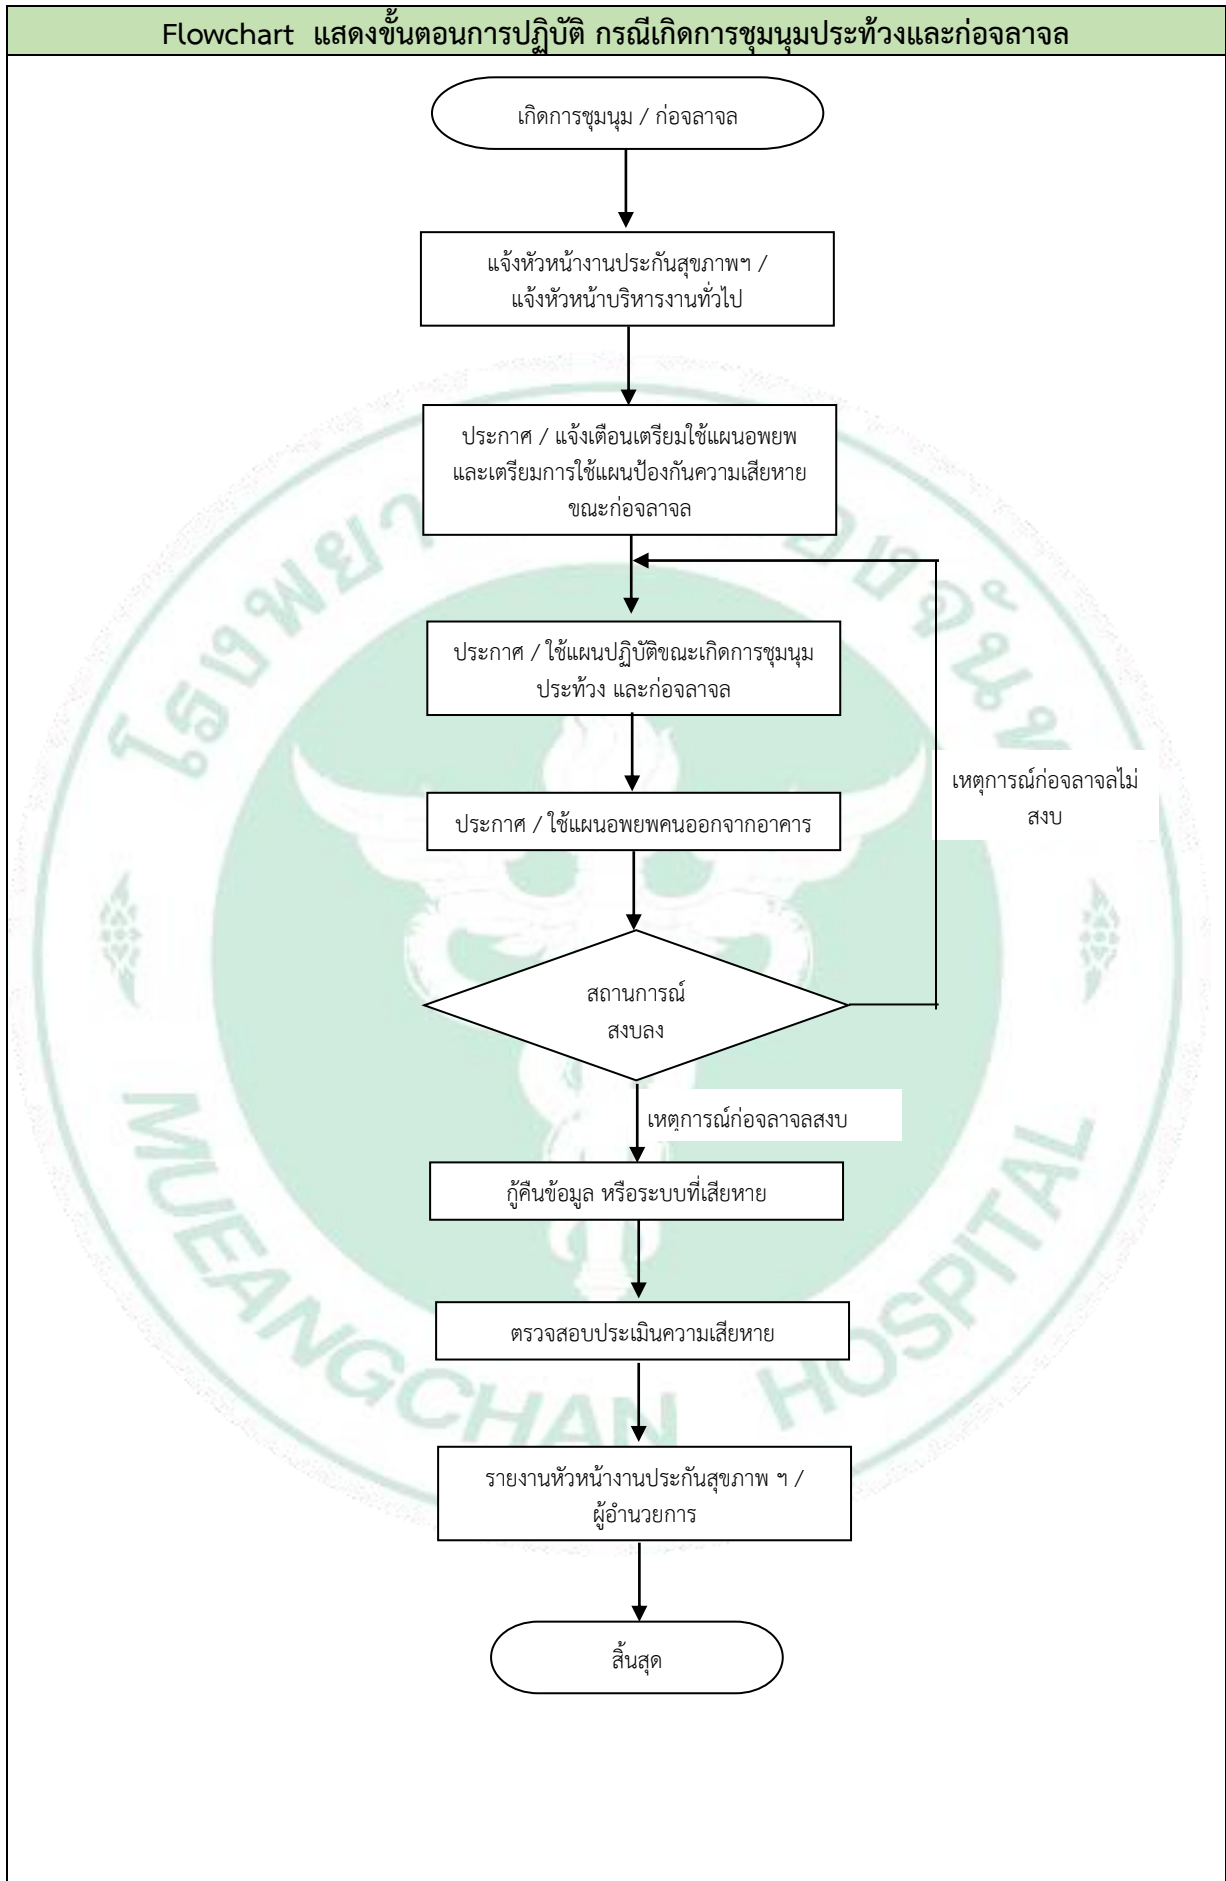 Flowchart แสดงขั้นตอนการปฏิบัติ กรณีเกิดการชุมนุมประท้วงและก่อจลาจล
เกิดการชุมนุม / ก่อจลาจล
แจ้งหัวหน้างานประกันสุขภาพฯ /
แจ้งหัวหน้าบริหารงานทั่วไป
ประกาศ / แจ้งเตือนเตรียมใช้แผนอพยพ
และเตรียมการใช้แผนป้องกันความเสียหาย
ขณะก่อจลาจล
ประกาศ / ใช้แผนปฏิบัติขณะเกิดการชุมนุม
ประท้วง และก่อจลาจล
เหตุการณ์ก่อจลาจลไม่
สงบ
ประกาศ / ใช้แผนอพยพคนออกจากอาคาร
สถานการณ์
สงบลง
เหตุการณ์ก่อจลาจลสงบ
กู้คืนข้อมูล หรือระบบที่เสียหาย
ตรวจสอบประเมินความเสียหาย
รายงานหัวหน้างานประกันสุขภาพ ฯ /
ผู้อำนวยการ
สิ้นสุด
MUEANGCHAN HOSPITAL